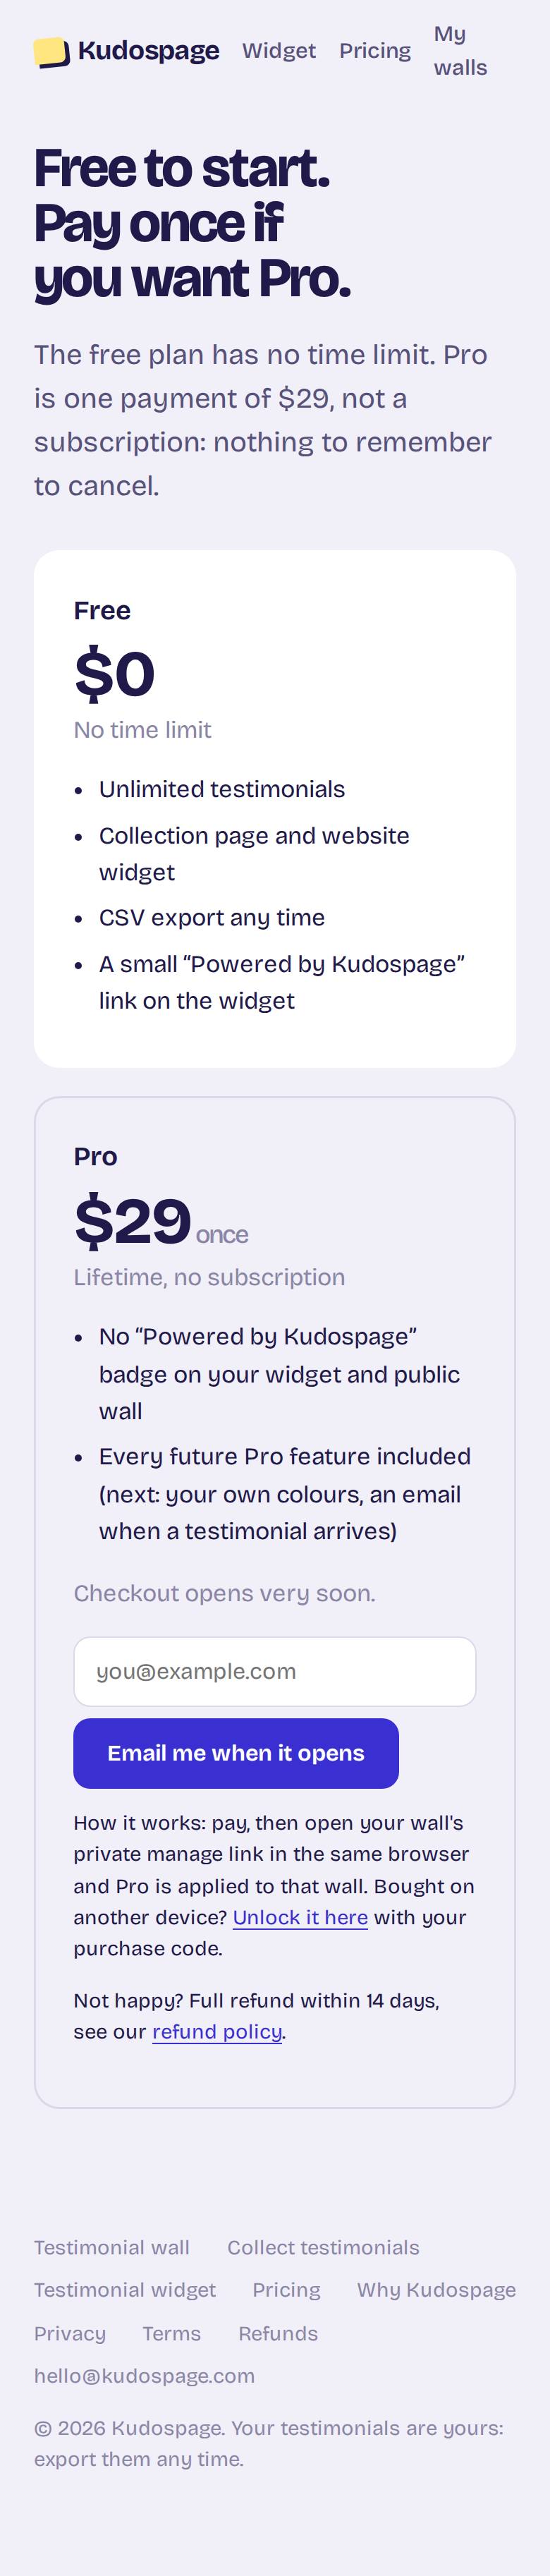 Kudospage Widget Pricing My walls
Free to start.
Pay once if
you want Pro.
The free plan has no time limit. Pro
is one payment of $29, not a
subscription: nothing to remember
to cancel.
Free
$0
No time limit
• Unlimited testimonials
• Collection page and website
widget
• CSV export any time
• A small “Powered by Kudospage”
link on the widget
Pro
$29 once
Lifetime, no subscription
• No “Powered by Kudospage”
badge on your widget and public
wall
• Every future Pro feature included
(next: your own colours, an email
when a testimonial arrives)
Checkout opens very soon.
you@example.com
Email me when it opens
How it works: pay, then open your wall's
private manage link in the same browser
and Pro is applied to that wall. Bought on
another device? Unlock it here with your
purchase code.
Not happy? Full refund within 14 days,
see our refund policy.
Testimonial wall Collect testimonials
Testimonial widget Pricing Why Kudospage
Privacy Terms Refunds
hello@kudospage.com
© 2026 Kudospage. Your testimonials are yours:
export them any time.